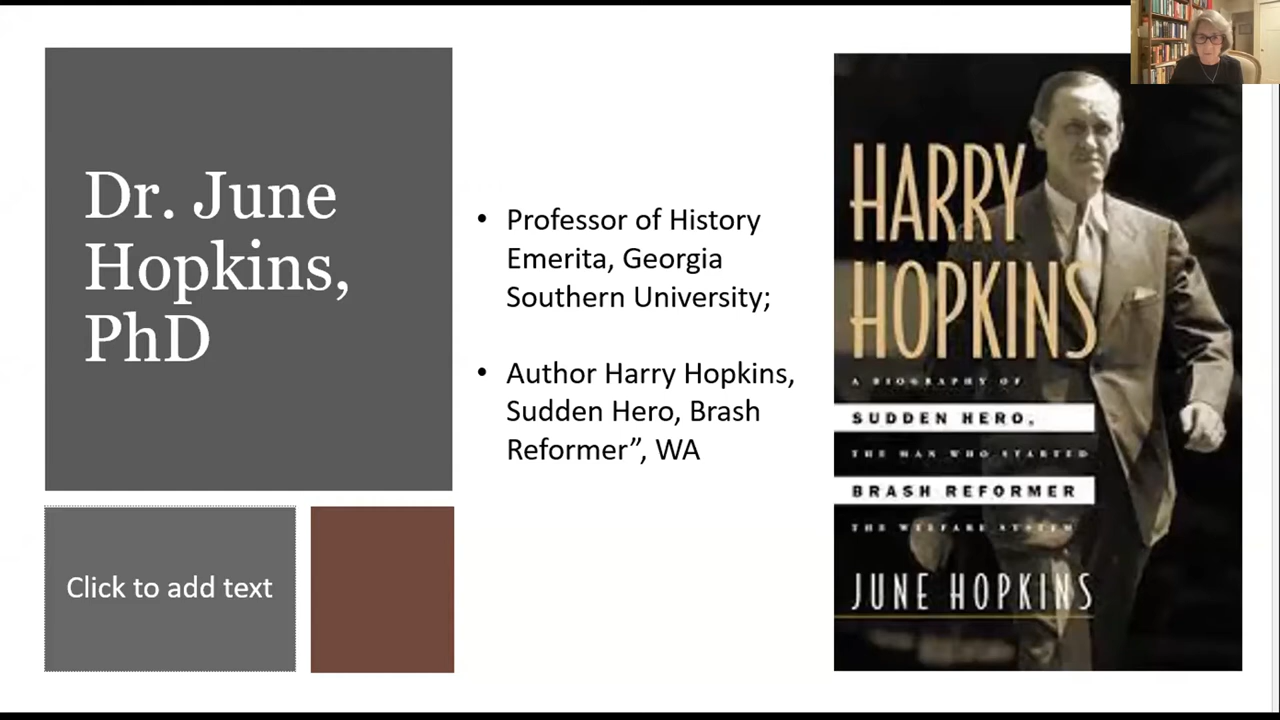 Dr. June
Hopkins,
PhD
Click to add text
• Professor of History
Emerita, Georgia
Southern University;
• Author Harry Hopkins,
Sudden Hero, Brash
Reformer”, WA
HARRY
HOPKINS
A BIOGRAPHY OF
SUDDEN HERO,
THE MAN WHO STARTED
BRASH REFORMER
THE WELFARE SYSTEM
JUNE HOPKINS